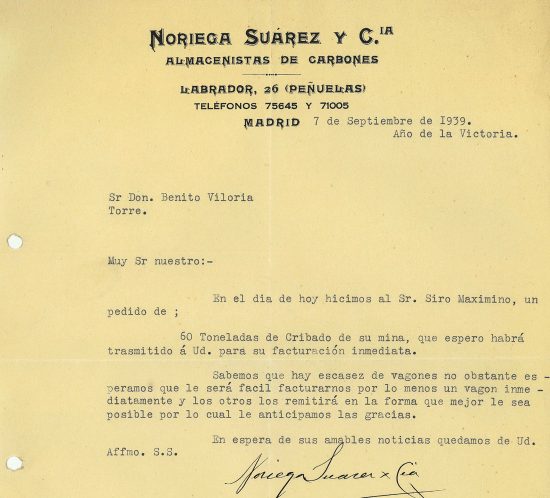 NORIEGA SUÁREZ Y C.IA
ALMACENISTAS DE CARBONES
LABRADOR, 26 (PEÑUELAS)
TELÉFONOS 75645 Y 71005
MADRID 7 de Septiembre de I939.
Año de la Victoria.
Sr Don. Benito Viloria
Torre.
Muy Sr nuestro:-
En el dia de hoy hicimos al Sr. Siro Maximino, un
pedido de ;
60 Toneladas de Cribado de su mina, que espero habrá
trasmitido á Ud. para su facturación inmediata.
Sabemos que hay escasez de vagones no obstante es-
peramos que le será facil facturarnos por lo menos un vagon inme-
diatamente y los otros los remitirá en la forma que mejor le sea
posible por lo cual le anticipamos las gracias.
En espera de sus amables noticias quedamos de Ud.
Affmo. S.S.
Noriega Suarez y Cia